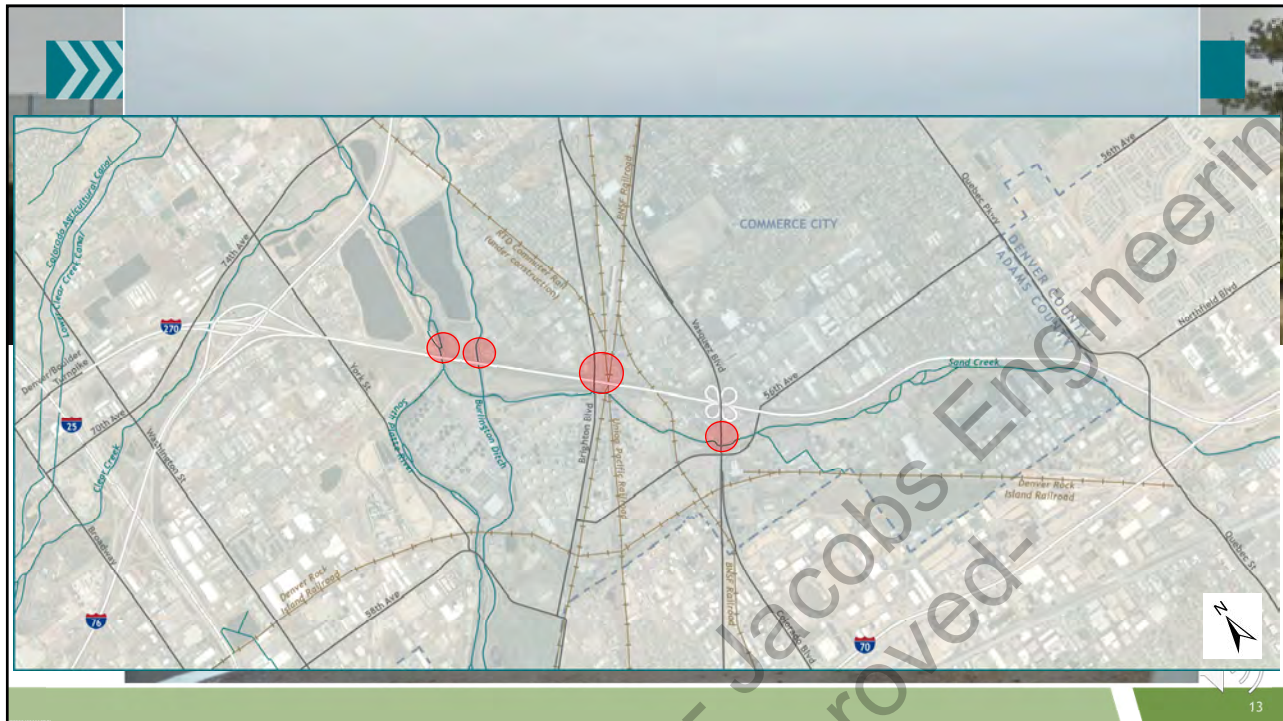 Colorado Agricultural Canal
Lower Clear Creek Canal
74th Ave
RTD Commuter Rail
(under construction)
BNSF Railroad
COMMERCE CITY
Quebec Pkwy
56th Ave
DENVER COUNTY
ADAMS COUNTY
Northfield Blvd
270
Denver/Boulder
Turnpike
York St
Vasquez Blvd
56th Ave
Sand Creek
25
70th Ave
Washington St
Clear Creek
South Platte
River
Burlington Ditch
Brighton Blvd
Union Pacific Railroad
Denver Rock
Island Railroad
Broadway
Denver Rock
Island Railroad
58th Ave
BNSF Railroad
Colorado Blvd
Quebec St
76
70
N
Jacobs Engineerin
roved-
13